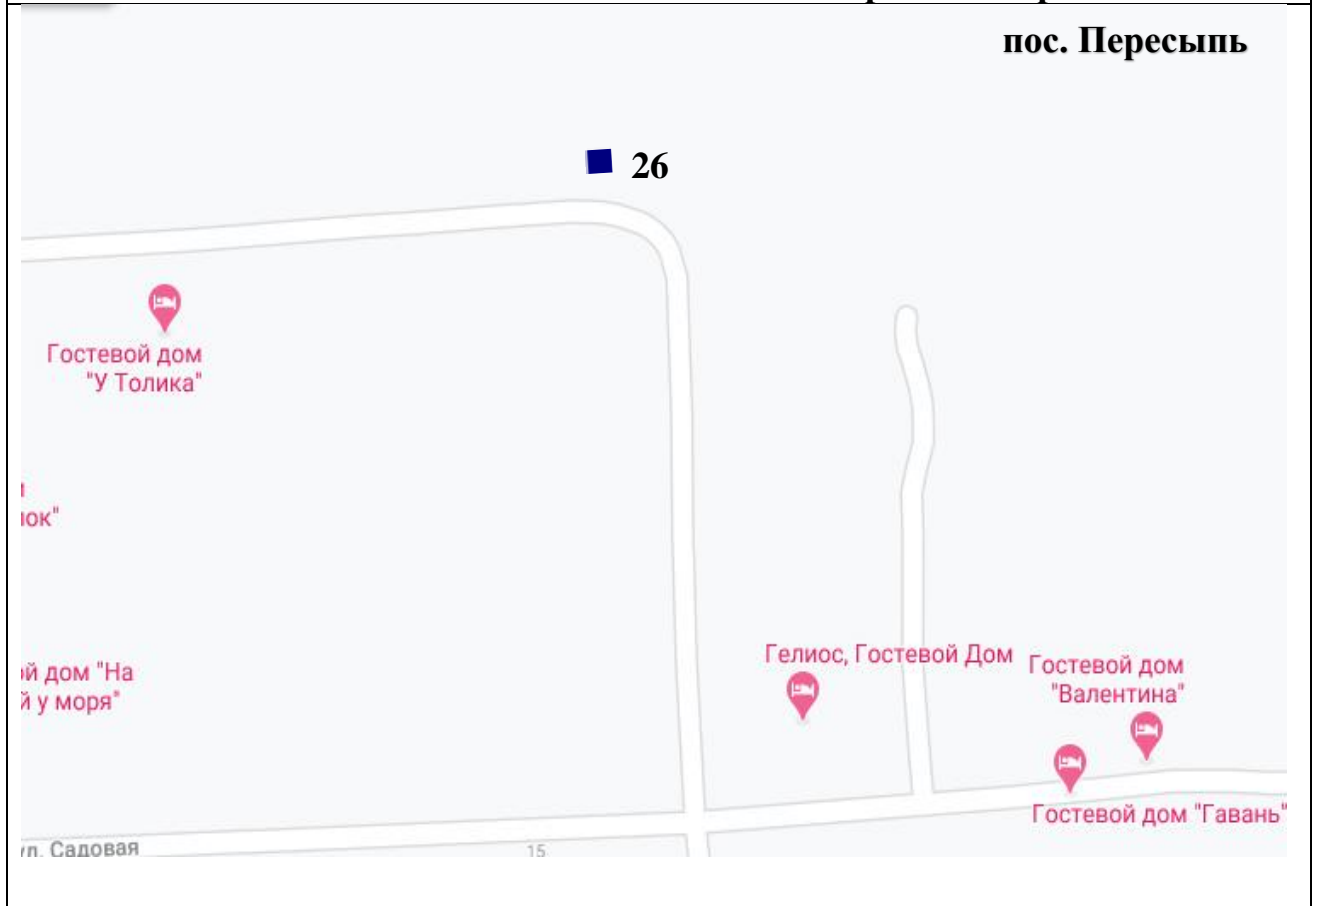 пос. Пересыпь
26
Гостевой дом
"У Толика"
ок"
й дом "На
й у моря"
Гелиос, Гостевой Дом
Гостевой дом
"Валентина"
Гостевой дом "Гавань"
ул. Садовая
15